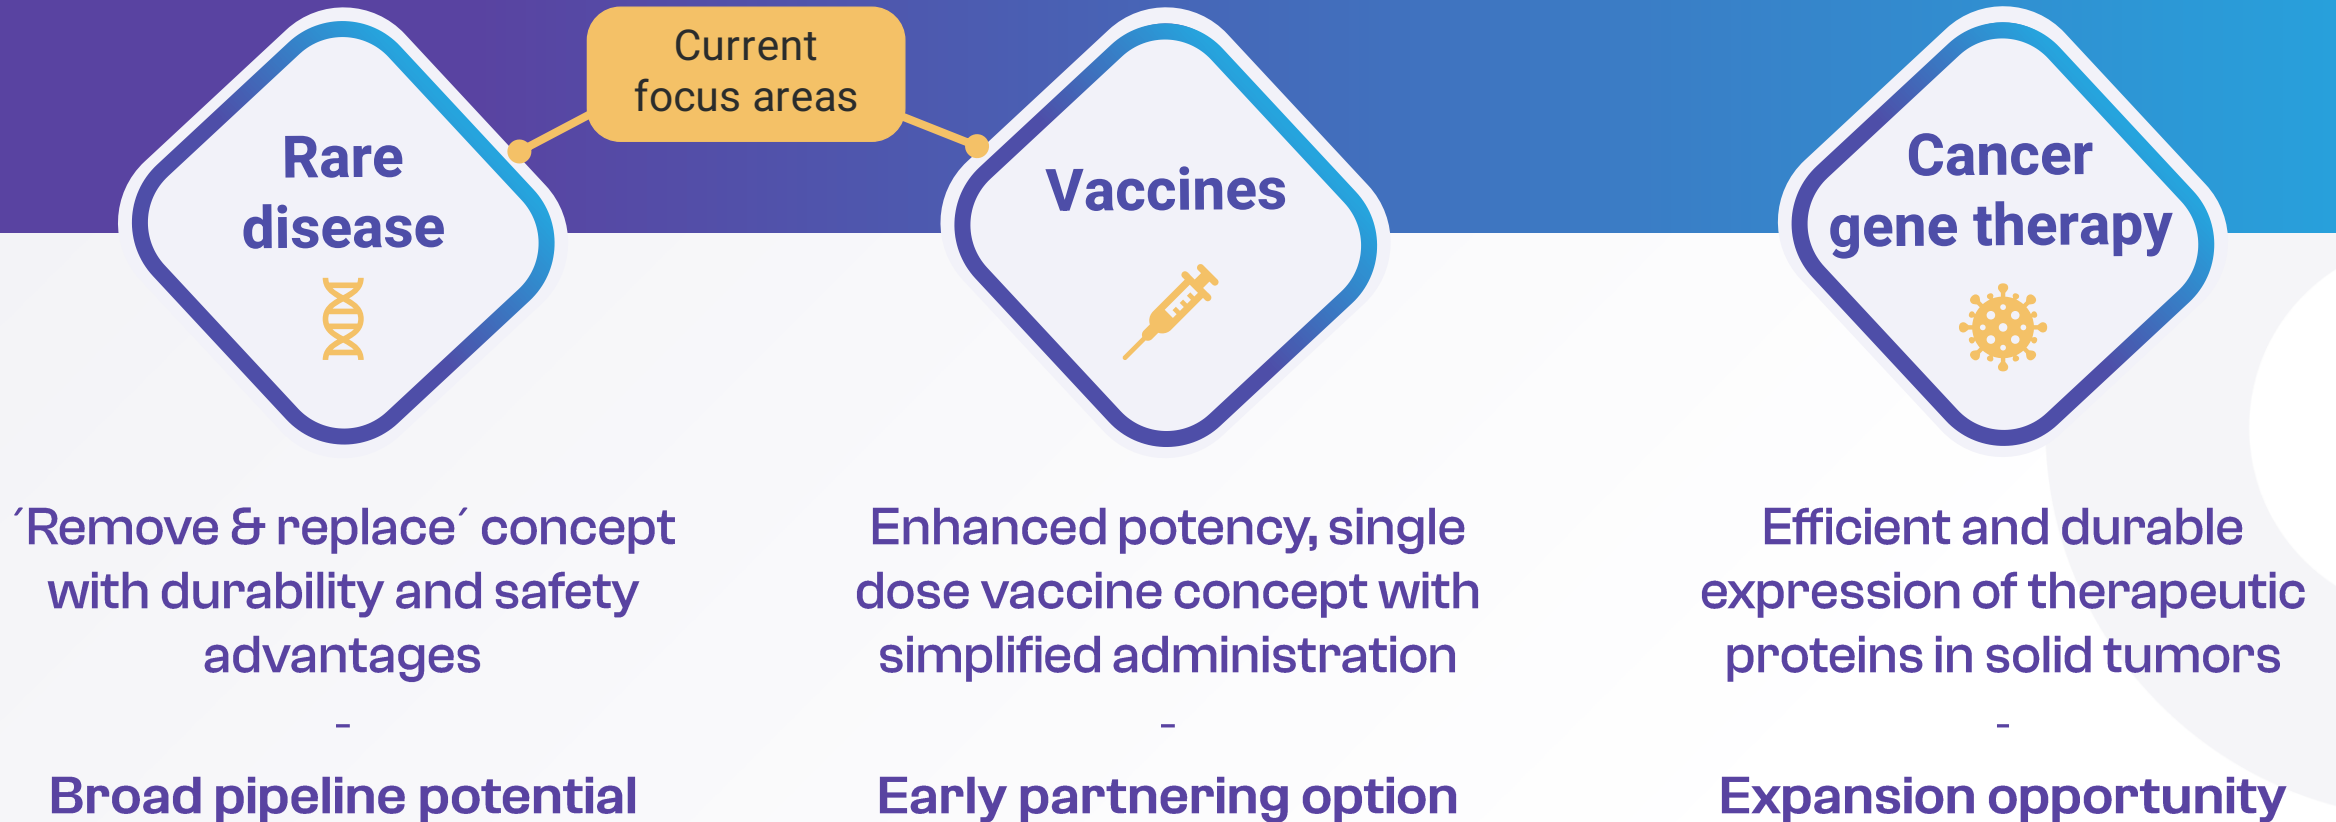 Current
focus areas
Rare
disease
Vaccines
Cancer
gene therapy
´Remove & replace´ concept
with durability and safety
advantages
-
Broad pipeline potential
Enhanced potency, single
dose vaccine concept with
simplified administration
-
Early partnering option
Efficient and durable
expression of therapeutic
proteins in solid tumors
-
Expansion opportunity